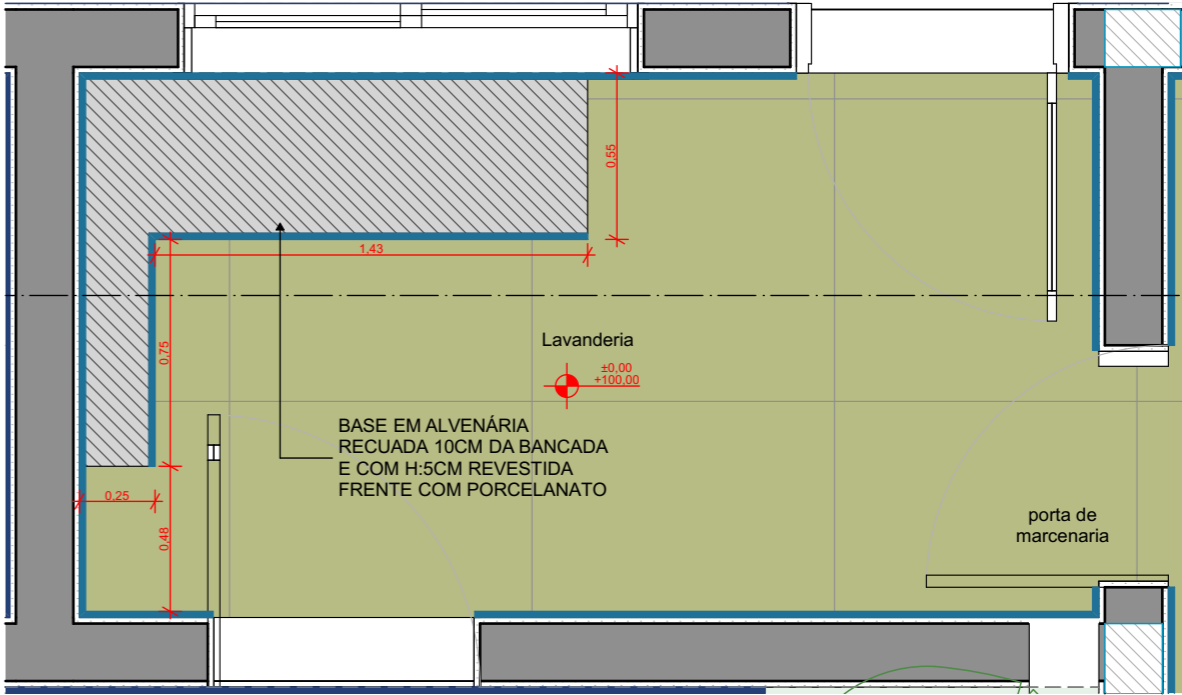 0,55
1,43
0,75
Lavanderia
±0,00
+100,00
BASE EM ALVENÁRIA
RECUADA 10CM DA BANCADA
E COM H:5CM REVESTIDA
FRENTE COM PORCELANATO
0,25
0,48
porta de
marcenaria